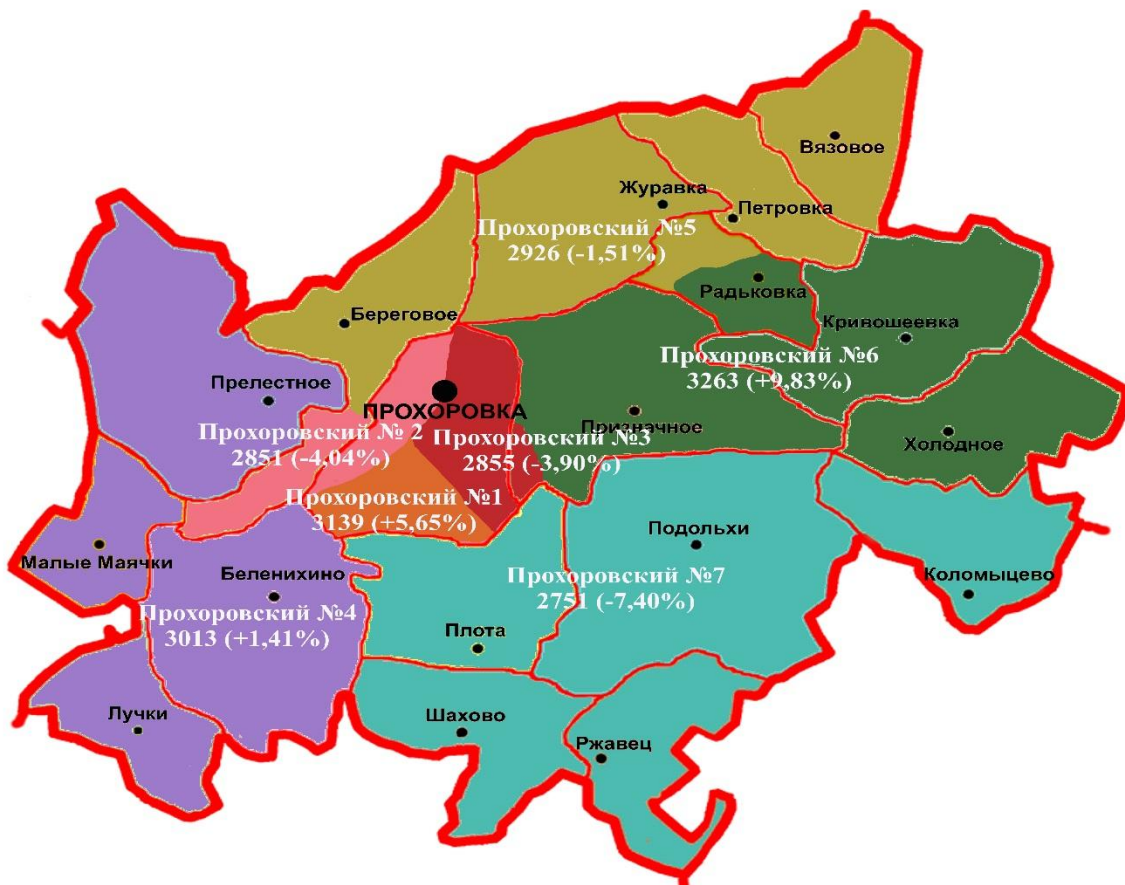 Вязовое
Журавка
Петровка
Прохоровский №5
2926 (-1,51%)
Радьковка
Береговое
Кривошеевка
Прохоровский №6
3263 (+9,83%)
Прелестное
ПРОХОРОВКА
Призначное
Холодное
Прохоровский № 2
2851 (-4,04%)
Прохоровский №3
2855 (-3,90%)
Прохоровский №1
3139 (+5,65%)
Подольхи
Малые Маячки
Беленихино
Прохоровский №7
2751 (-7,40%)
Коломыцево
Прохоровский №4
3013 (+1,41%)
Плота
Лучки
Шахово
Ржавец